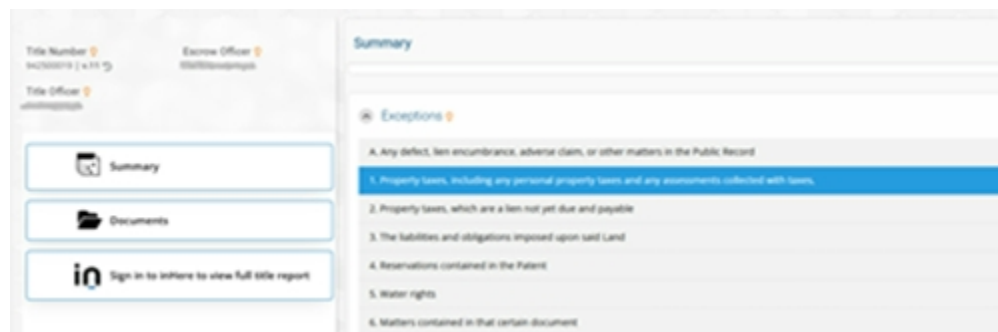 Title Number
Escrow Officer
Title Officer
Summary
Documents
Sign in to inHere to view full title report
Summary
Exceptions
A. Any defect, lien encumbrance, adverse claim, or other matters in the Public Record
1. Property taxes, including any personal property taxes and any assessments collected with taxes,
2. Property taxes, which are a lien not yet due and payable
3. The liabilities and obligations imposed upon said Land
4. Reservations contained in the Patent
5. Water rights
6. Matters contained in that certain document